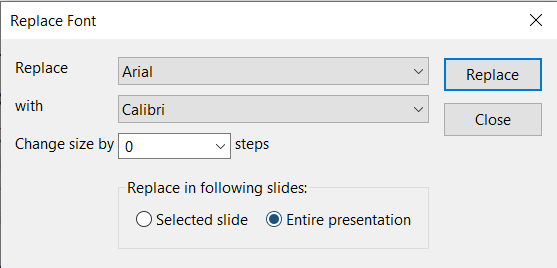 Replace Font
Replace Arial Replace
with Calibri Close
Change size by 0 steps
Replace in following slides:
Selected slide Entire presentation